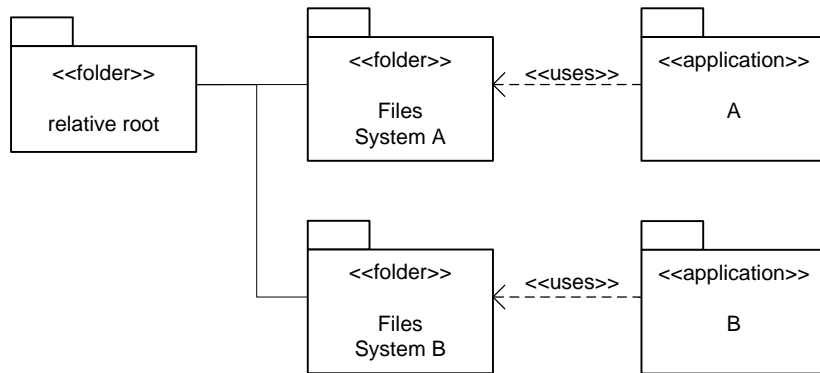 <<folder>>
relative root
<<folder>>
Files
System A
<<uses>>
<<application>>
A
<<folder>>
Files
System B
<<uses>>
<<application>>
B